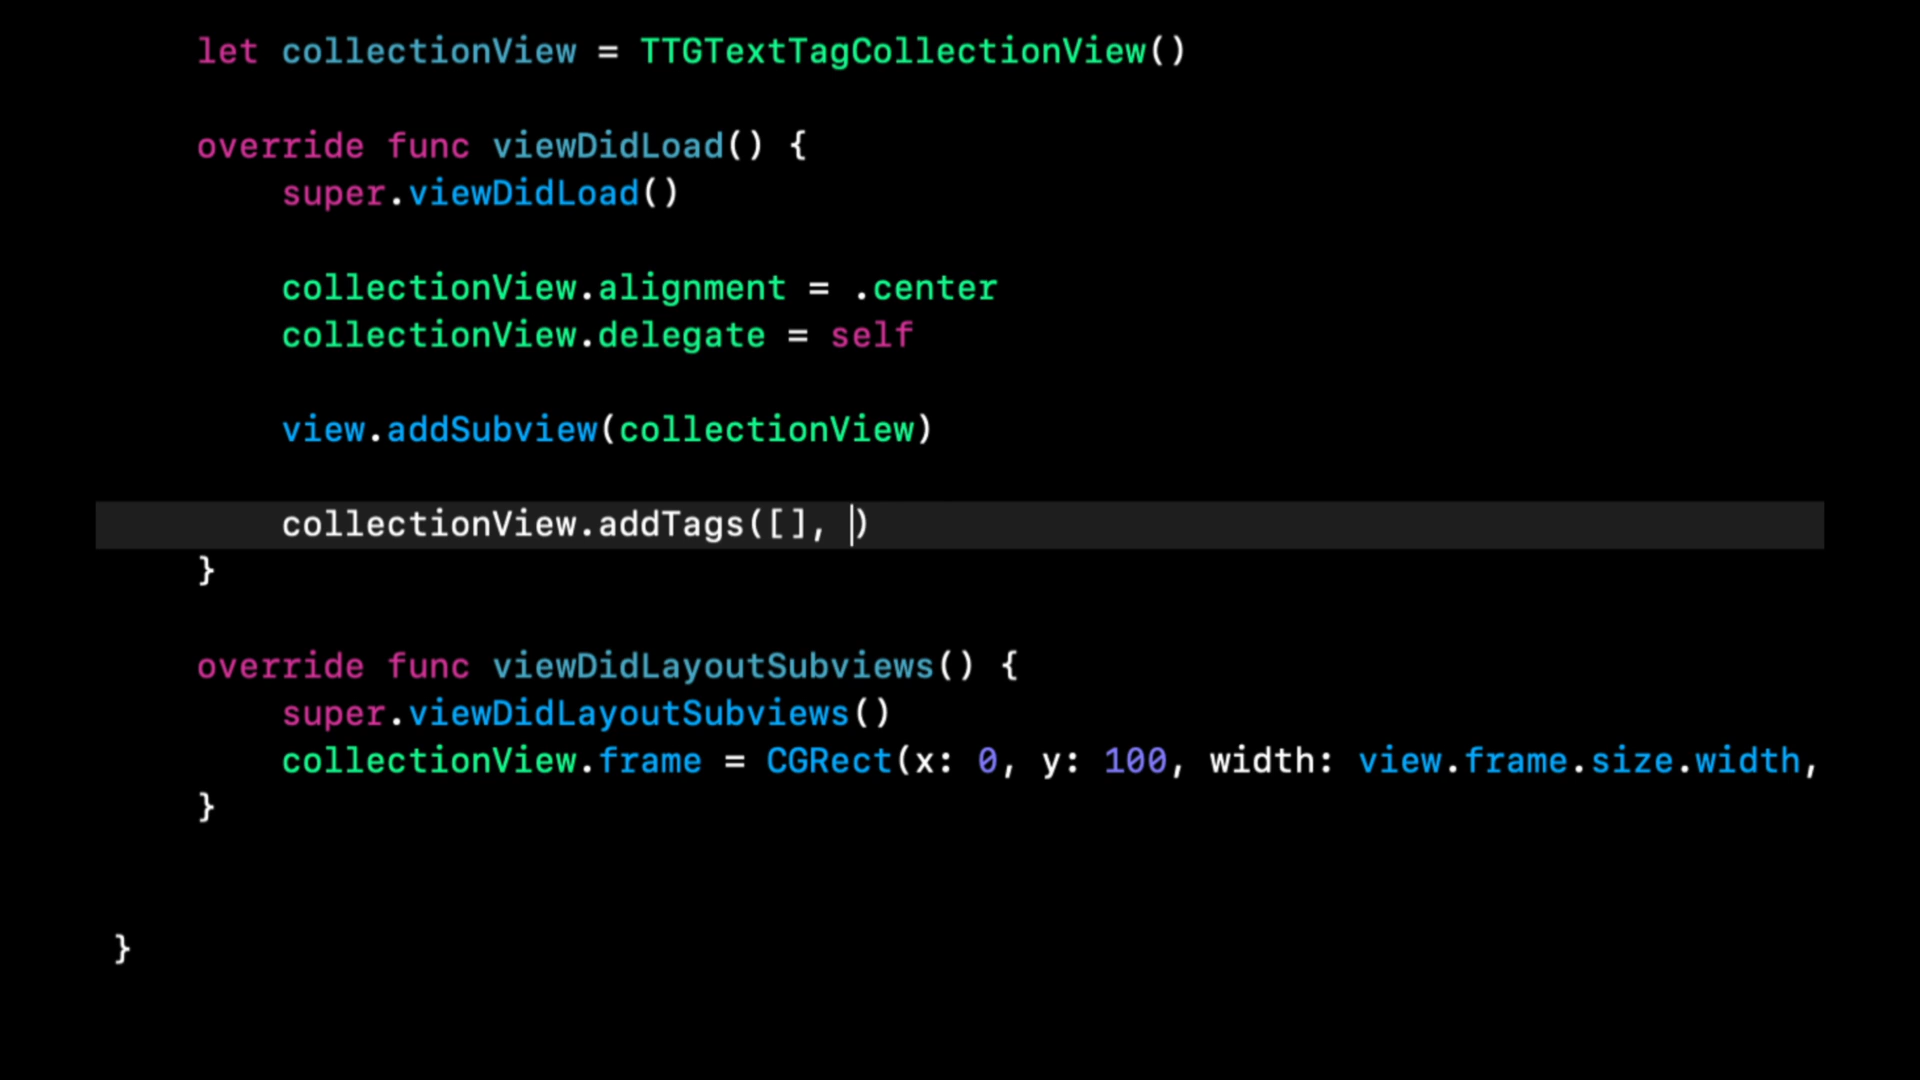 let collectionView = TTGTextTagCollectionView()
override func viewDidLoad() {
super.viewDidLoad()
collectionView.alignment = .center
collectionView.delegate = self
view.addSubview(collectionView)
collectionView.addTags([], )
}
override func viewDidLayoutSubviews() {
super.viewDidLayoutSubviews()
collectionView.frame = CGRect(x: 0, y: 100, width: view.frame.size.width,
}
}